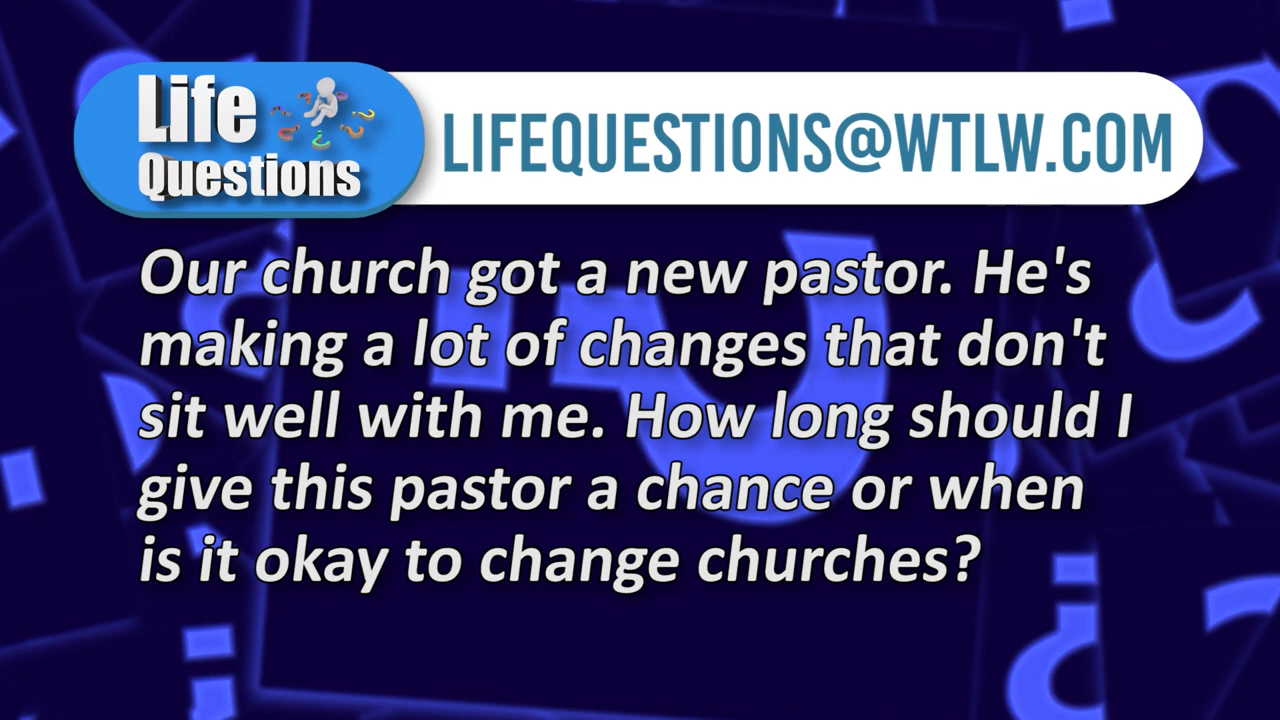 Life
Questions
LIFEQUESTIONS@WTLW.COM
Our church got a new pastor. He's
making a lot of changes that don't
sit well with me. How long should I
give this pastor a chance or when
is it okay to change churches?